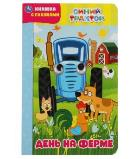 КНИЖКА
С ГЛАЗКАМИ
СИНИЙ
ТРАКТОР
ДЕНЬ НА ФЕРМЕ